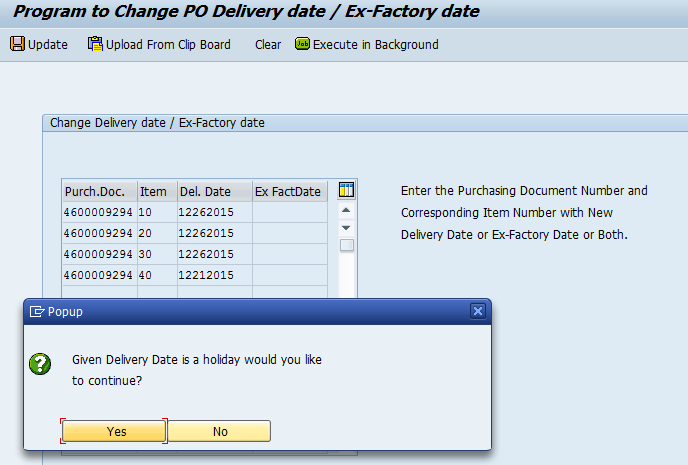 Program to Change PO Delivery date / Ex-Factory date
Update Upload From Clip Board Clear Job Execute in Background
Change Delivery date / Ex-Factory date
Purch.Doc. Item Del. Date Ex FactDate
4600009294 10 12262015
4600009294 20 12262015
4600009294 30 12262015
4600009294 40 12212015
Enter the Purchasing Document Number and
Corresponding Item Number with New
Delivery Date or Ex-Factory Date or Both.
Popup
Given Delivery Date is a holiday would you like
to continue?
Yes No